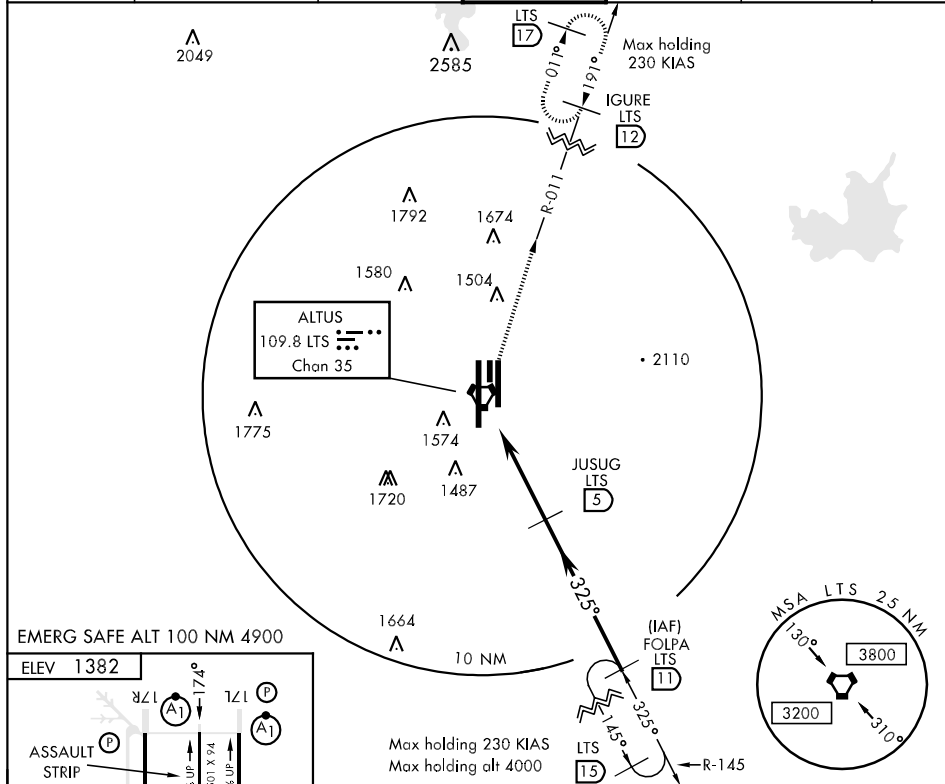 LTS
17
2049
2585
Max holding
230 KIAS
011°
191°
IGURE
LTS
12
R-011
1792
1674
1580
1504
ALTUS
109.8 LTS
Chan 35
2110
1775
1574
1720
1487
JUSUG
LTS
5
325°
1664
10 NM
(IAF)
FOLPA
LTS
11
325°
145°
LTS
15
R-145
Max holding 230 KIAS
Max holding alt 4000
MSA LTS 25 NM
130°
3800
3200
310°
EMERG SAFE ALT 100 NM 4900
ELEV 1382
17R
A1
174°
17L
P
A1
P
ASSAULT
STRIP
UP
01 X 94
UP